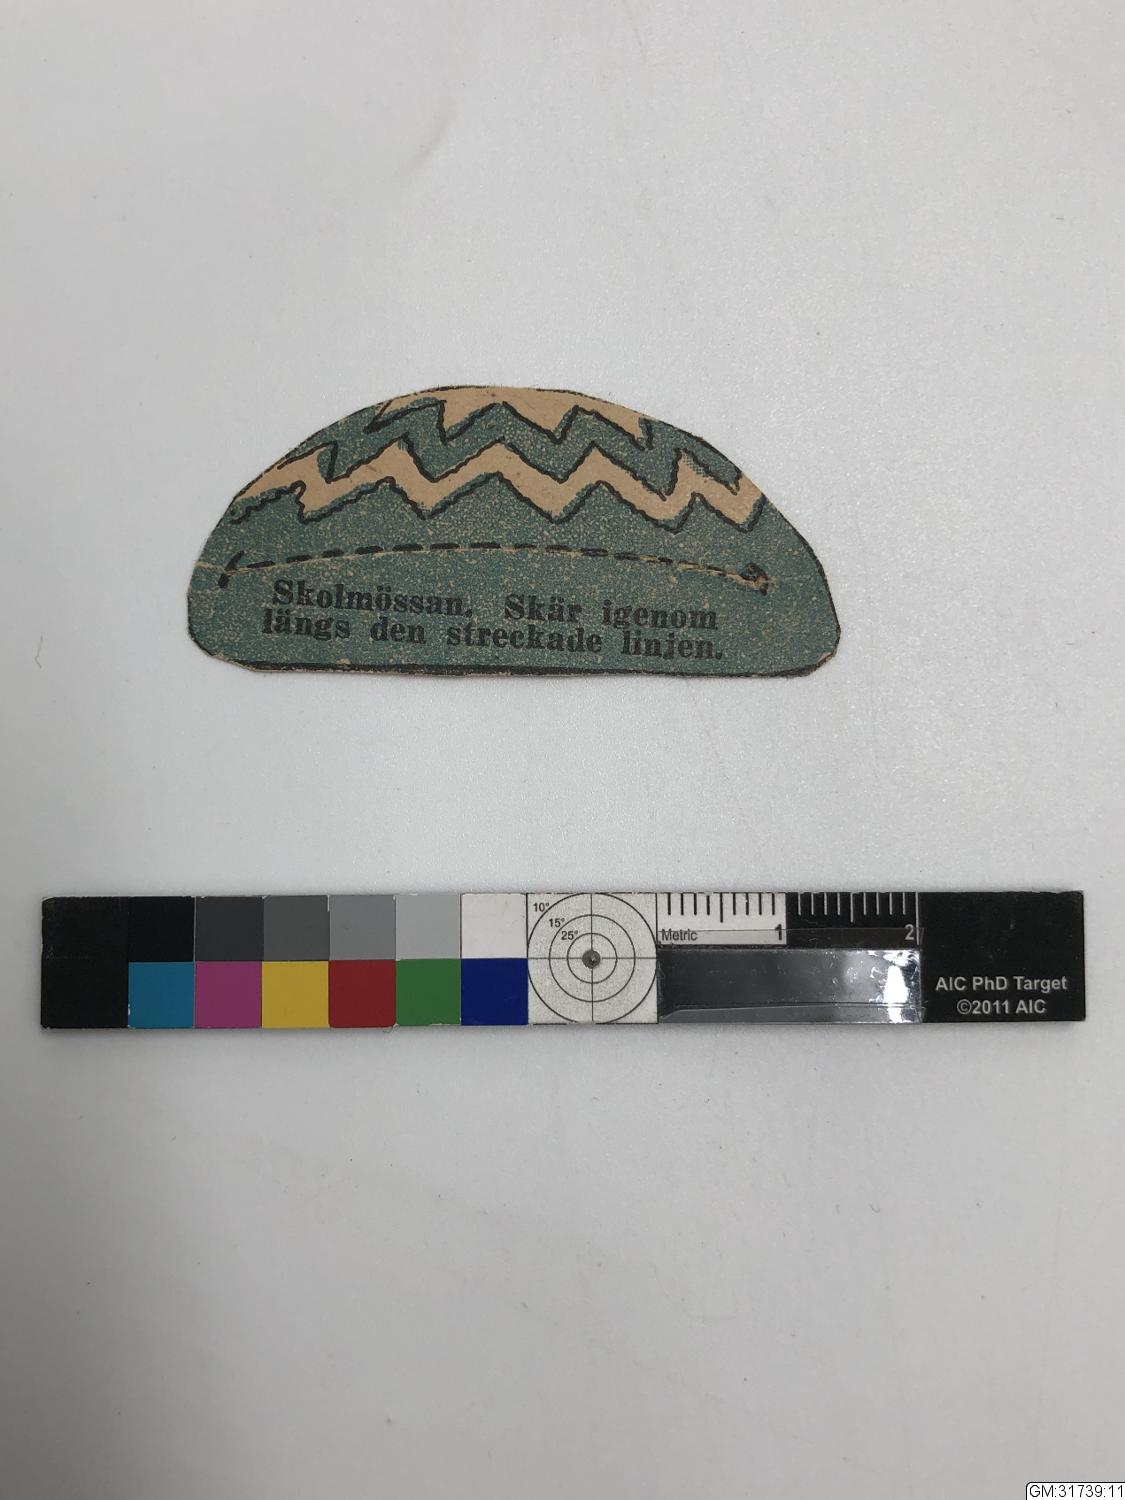 Skolmössan. Skär igenom
längs den streckade linjen.
10°
15°
25°
Metric
1
2
AIC PhD Target
©2011 AIC
GM:31739:11